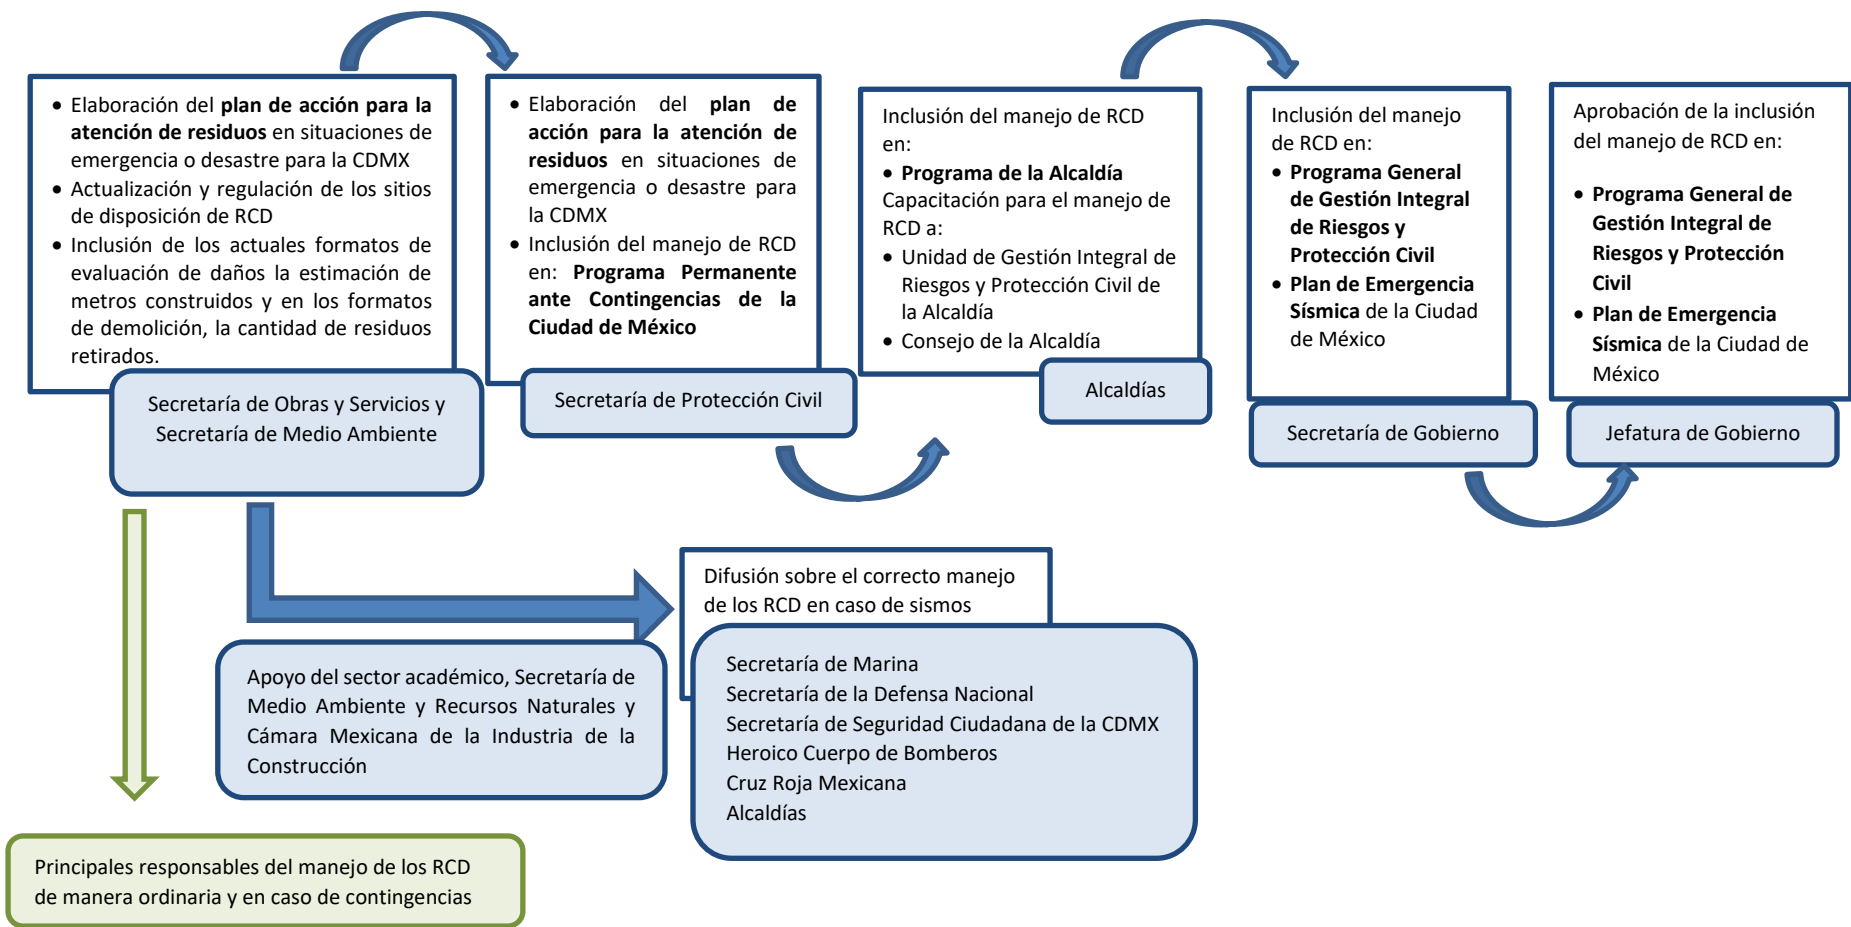 • Elaboración del plan de acción para la
atención de residuos en situaciones de
emergencia o desastre para la CDMX
• Actualización y regulación de los sitios
de disposición de RCD
• Inclusión de los actuales formatos de
evaluación de daños la estimación de
metros construidos y en los formatos
de demolición, la cantidad de residuos
retirados.
Secretaría de Obras y Servicios y
Secretaría de Medio Ambiente
• Elaboración del plan de
acción para la atención de
residuos en situaciones de
emergencia o desastre para
la CDMX
• Inclusión del manejo de RCD
en: Programa Permanente
ante Contingencias de la
Ciudad de México
Secretaría de Protección Civil
Inclusión del manejo de RCD
en:
• Programa de la Alcaldía
Capacitación para el manejo de
RCD a:
• Unidad de Gestión Integral de
Riesgos y Protección Civil de
la Alcaldía
• Consejo de la Alcaldía
Alcaldías
Inclusión del manejo
de RCD en:
• Programa General
de Gestión Integral
de Riesgos y
Protección Civil
• Plan de Emergencia
Sísmica de la Ciudad
de México
Secretaría de Gobierno
Aprobación de la inclusión
del manejo de RCD en:
• Programa General de
Gestión Integral de
Riesgos y Protección
Civil
• Plan de Emergencia
Sísmica de la Ciudad de
México
Jefatura de Gobierno
Difusión sobre el correcto manejo
de los RCD en caso de sismos
Apoyo del sector académico, Secretaría de
Medio Ambiente y Recursos Naturales y
Cámara Mexicana de la Industria de la
Construcción
Secretaría de Marina
Secretaría de la Defensa Nacional
Secretaría de Seguridad Ciudadana de la CDMX
Heroico Cuerpo de Bomberos
Cruz Roja Mexicana
Alcaldías
Principales responsables del manejo de los RCD
de manera ordinaria y en caso de contingencias